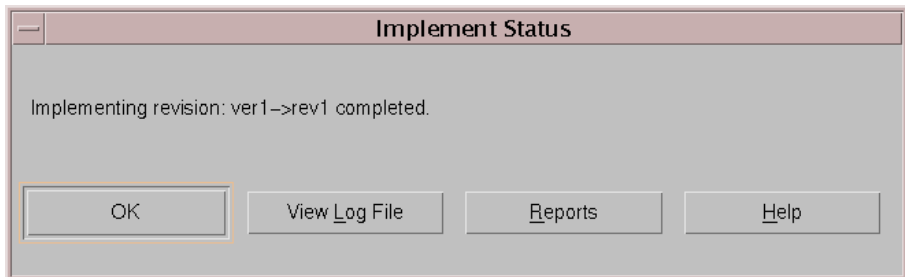 Implement Status
Implementing revision: ver1->rev1 completed.
OK
View Log File
Reports
Help